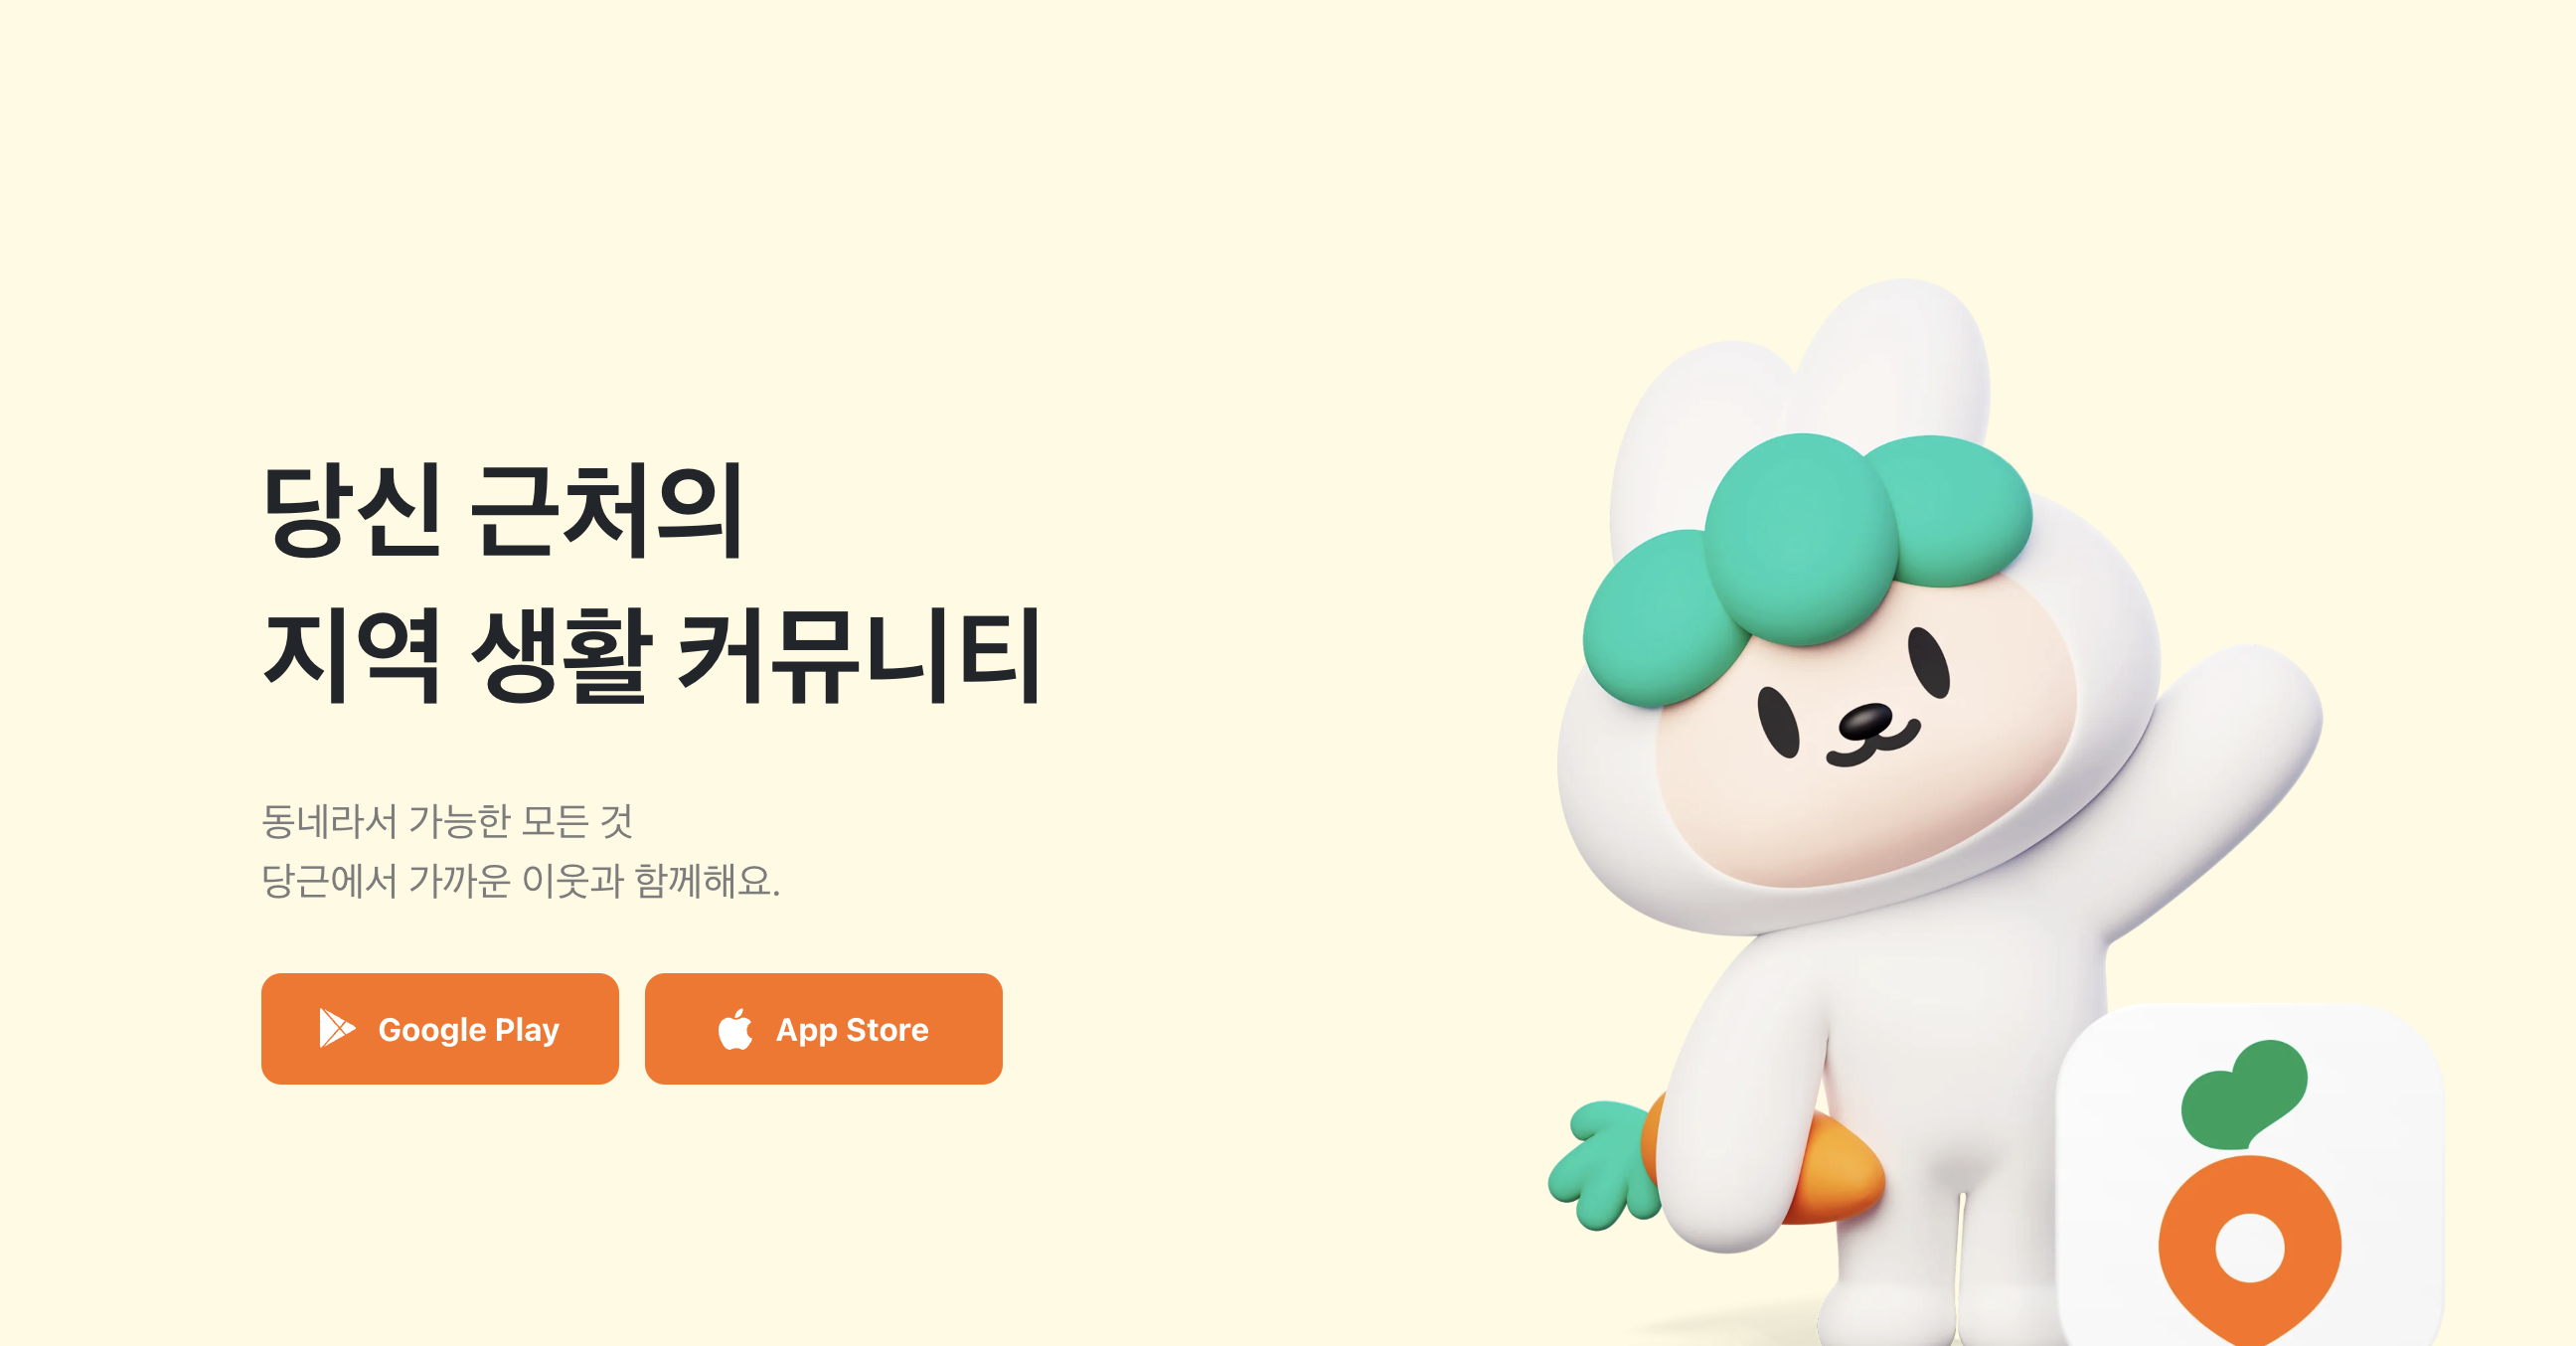 당신 근처의
지역 생활 커뮤니티
동네라서 가능한 모든 것
당근에서 가까운 이웃과 함께해요.
Google Play
App Store